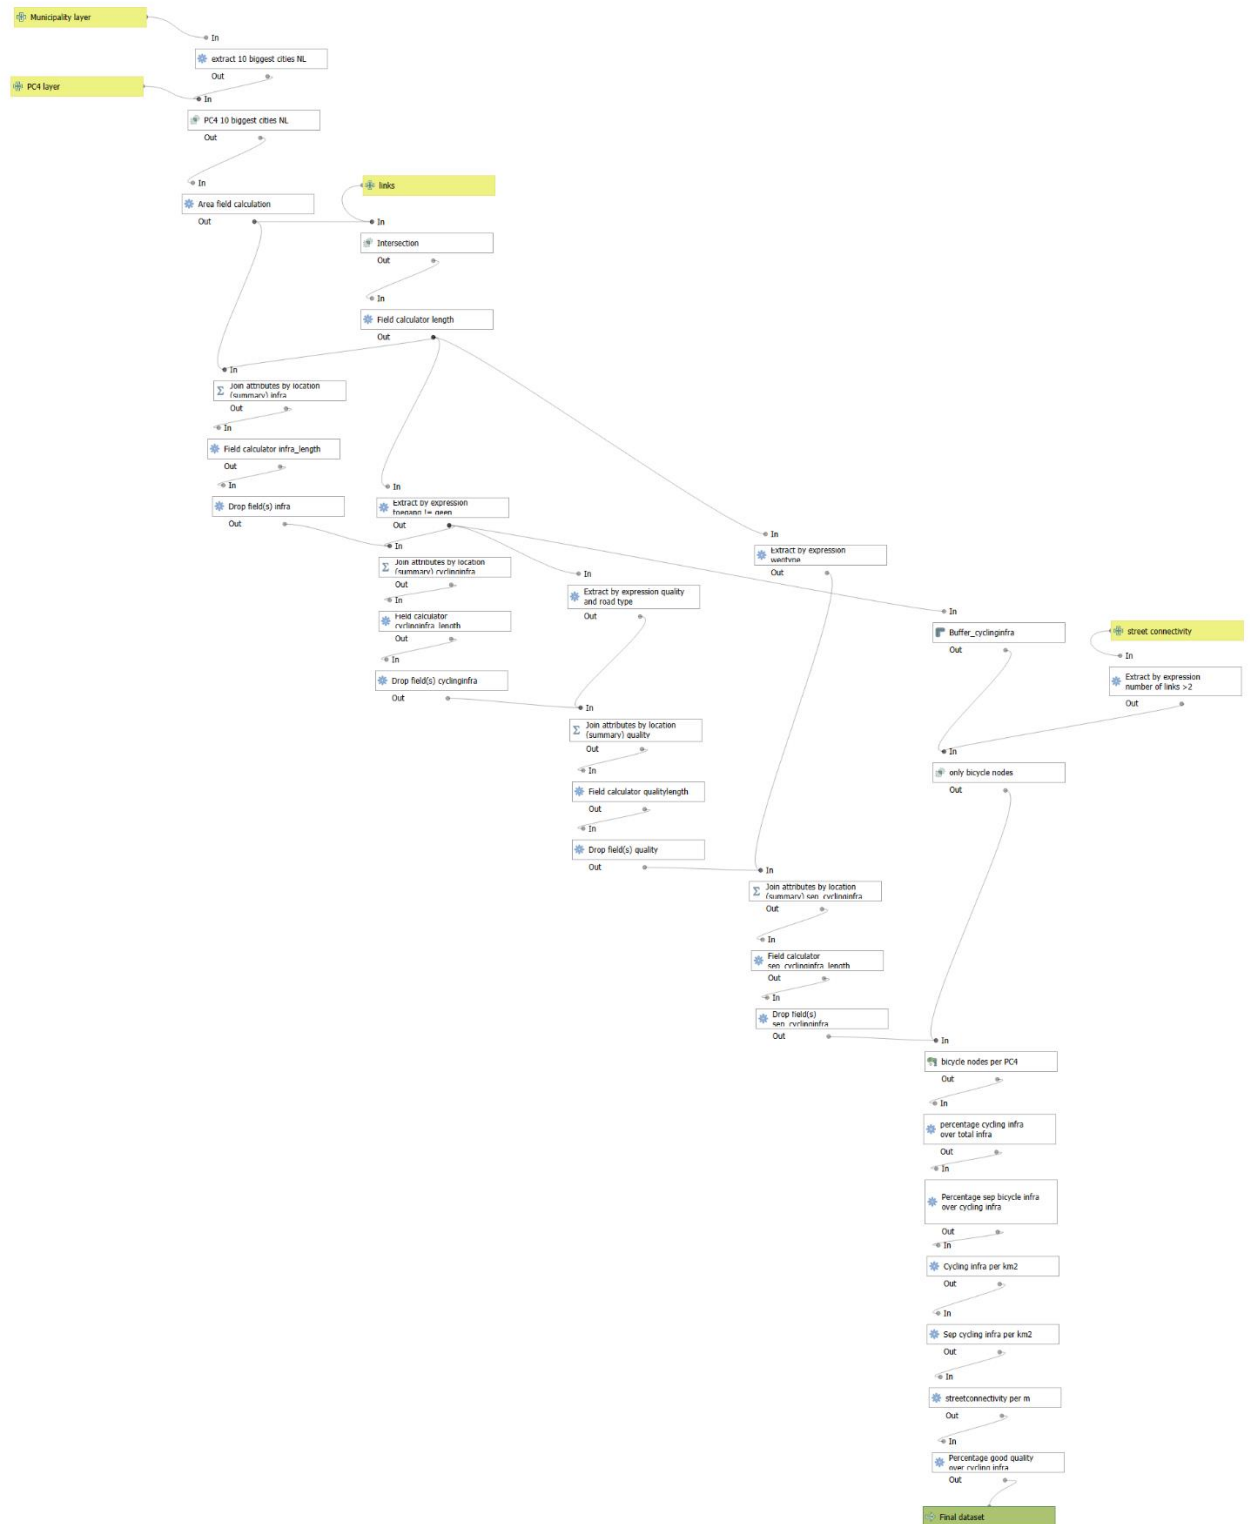 Municipality layer
In
extract 10 biggest cities NL
Out
PC4 layer
In
PC4 10 biggest cities NL
Out
In
Area field calculation
Out
links
In
Intersection
Out
In
Field calculator length
Out
In
Join attributes by location
(summary) infra
Out
In
Field calculator infra_length
Out
In
Drop field(s) infra
Out
In
Extract by expression
toegang != geen
Out
In
Join attributes by location
(summary) cyclinginfra
Out
In
Field calculator
cyclinginfra_length
Out
In
Drop field(s) cyclinginfra
Out
In
Extract by expression quality
and road type
Out
In
Join attributes by location
(summary) quality
Out
In
Field calculator qualitylength
Out
In
Drop field(s) quality
Out
In
Extract by expression
wegtype
Out
In
Join attributes by location
(summary) sep_cyclinginfra
Out
In
Field calculator
sep_cyclinginfra_length
Out
In
Drop field(s)
sep_cyclinginfra
Out
In
Buffer_cyclinginfra
Out
street connectivity
In
Extract by expression
number of links >2
Out
In
only bicycle nodes
Out
In
bicycle nodes per PC4
Out
In
percentage cycling infra
over total infra
Out
In
Percentage sep bicycle infra
over cycling infra
Out
In
Cycling infra per km2
Out
In
Sep cycling infra per km2
Out
In
streetconnectivity per m
Out
In
Percentage good quality
over cycling infra
Out
Final dataset